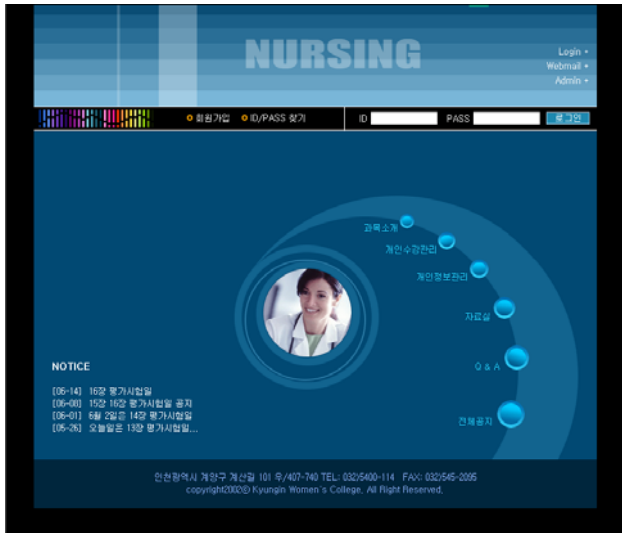 NURSING
Login
Webmail
Admin
회원가입 ID/PASS 찾기 ID PASS 로그인
과목소개
개인수강관리
개인정보관리
자료실
Q & A
전체공지
NOTICE
[06-14] 16장 평가시험일
[06-08] 15장 16장 평가시험일 공지
[06-01] 6월 2일은 14장 평가시험일
[05-26] 오늘일은 13장 평가시험일...
인천광역시 계양구 계산길 101 우/407-740 TEL: 032)5400-114 FAX: 032)545-2095
copyright2002ⓒ Kyungin Women's College, All Right Reserved.